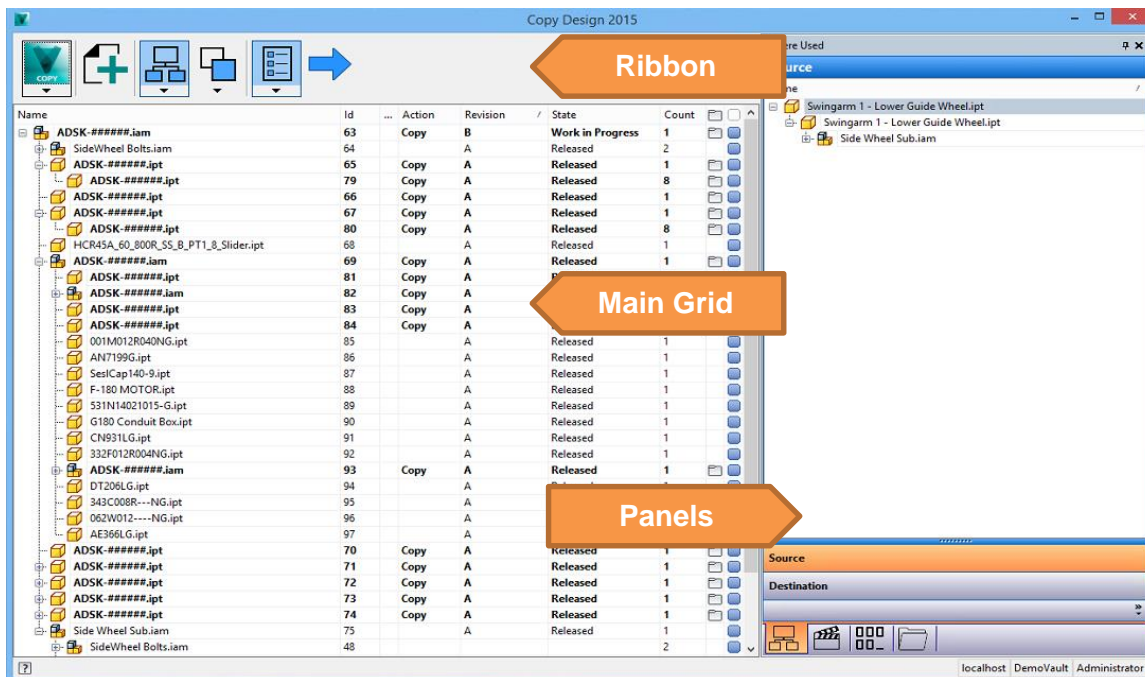 Copy Design 2015
COPY
Ribbon
ere Used
urce
me
Swingarm 1 - Lower Guide Wheel.ipt
Swingarm 1 - Lower Guide Wheel.ipt
Side Wheel Sub.iam
Name Id ... Action Revision / State Count
ADSK-######.iam 63 Copy B Work in Progress 1
SideWheel Bolts.iam 64 A Released 2
ADSK-######.ipt 65 Copy A Released 1
ADSK-######.ipt 79 Copy A Released 8
ADSK-######.ipt 66 Copy A Released 1
ADSK-######.ipt 67 Copy A Released 1
ADSK-######.ipt 80 Copy A Released 8
HCR45A_60_800R_SS_B_PT1_8_Slider.ipt 68 A Released 1
ADSK-######.iam 69 Copy A Released 1
ADSK-######.ipt 81 Copy A
ADSK-######.iam 82 Copy A
Main Grid
ADSK-######.ipt 83 Copy A
ADSK-######.ipt 84 Copy A
001M012R040NG.ipt 85 A Released 1
AN7199G.ipt 86 A Released 1
SeslCap140-9.ipt 87 A Released 1
F-180 MOTOR.ipt 88 A Released 1
531N14021015-G.ipt 89 A Released 1
G180 Conduit Box.ipt 90 A Released 1
CN931LG.ipt 91 A Released 1
332F012R004NG.ipt 92 A Released 1
ADSK-######.iam 93 Copy A Released 1
DT206LG.ipt 94 A
343C008R---NG.ipt 95 A
062W012----NG.ipt 96 A
Panels
AE366LG.ipt 97 A
ADSK-######.ipt 70 Copy A Released 1
ADSK-######.ipt 71 Copy A Released 1
ADSK-######.ipt 72 Copy A Released 1
ADSK-######.ipt 73 Copy A Released 1
ADSK-######.ipt 74 Copy A Released 1
Side Wheel Sub.iam 75 A Released 1
SideWheel Bolts.iam 48 2
Source
Destination
localhost DemoVault Administrator